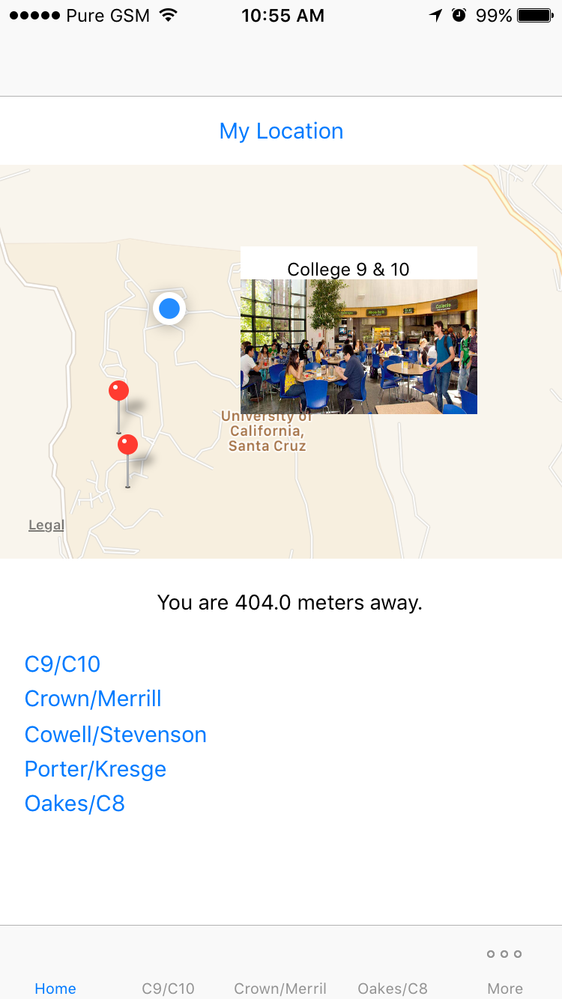 Pure GSM 10:55 AM 99%
My Location
College 9 & 10
University of
California,
Santa Cruz
Legal
You are 404.0 meters away.
C9/C10
Crown/Merrill
Cowell/Stevenson
Porter/Kresge
Oakes/C8
Home C9/C10 Crown/Merril Oakes/C8 More